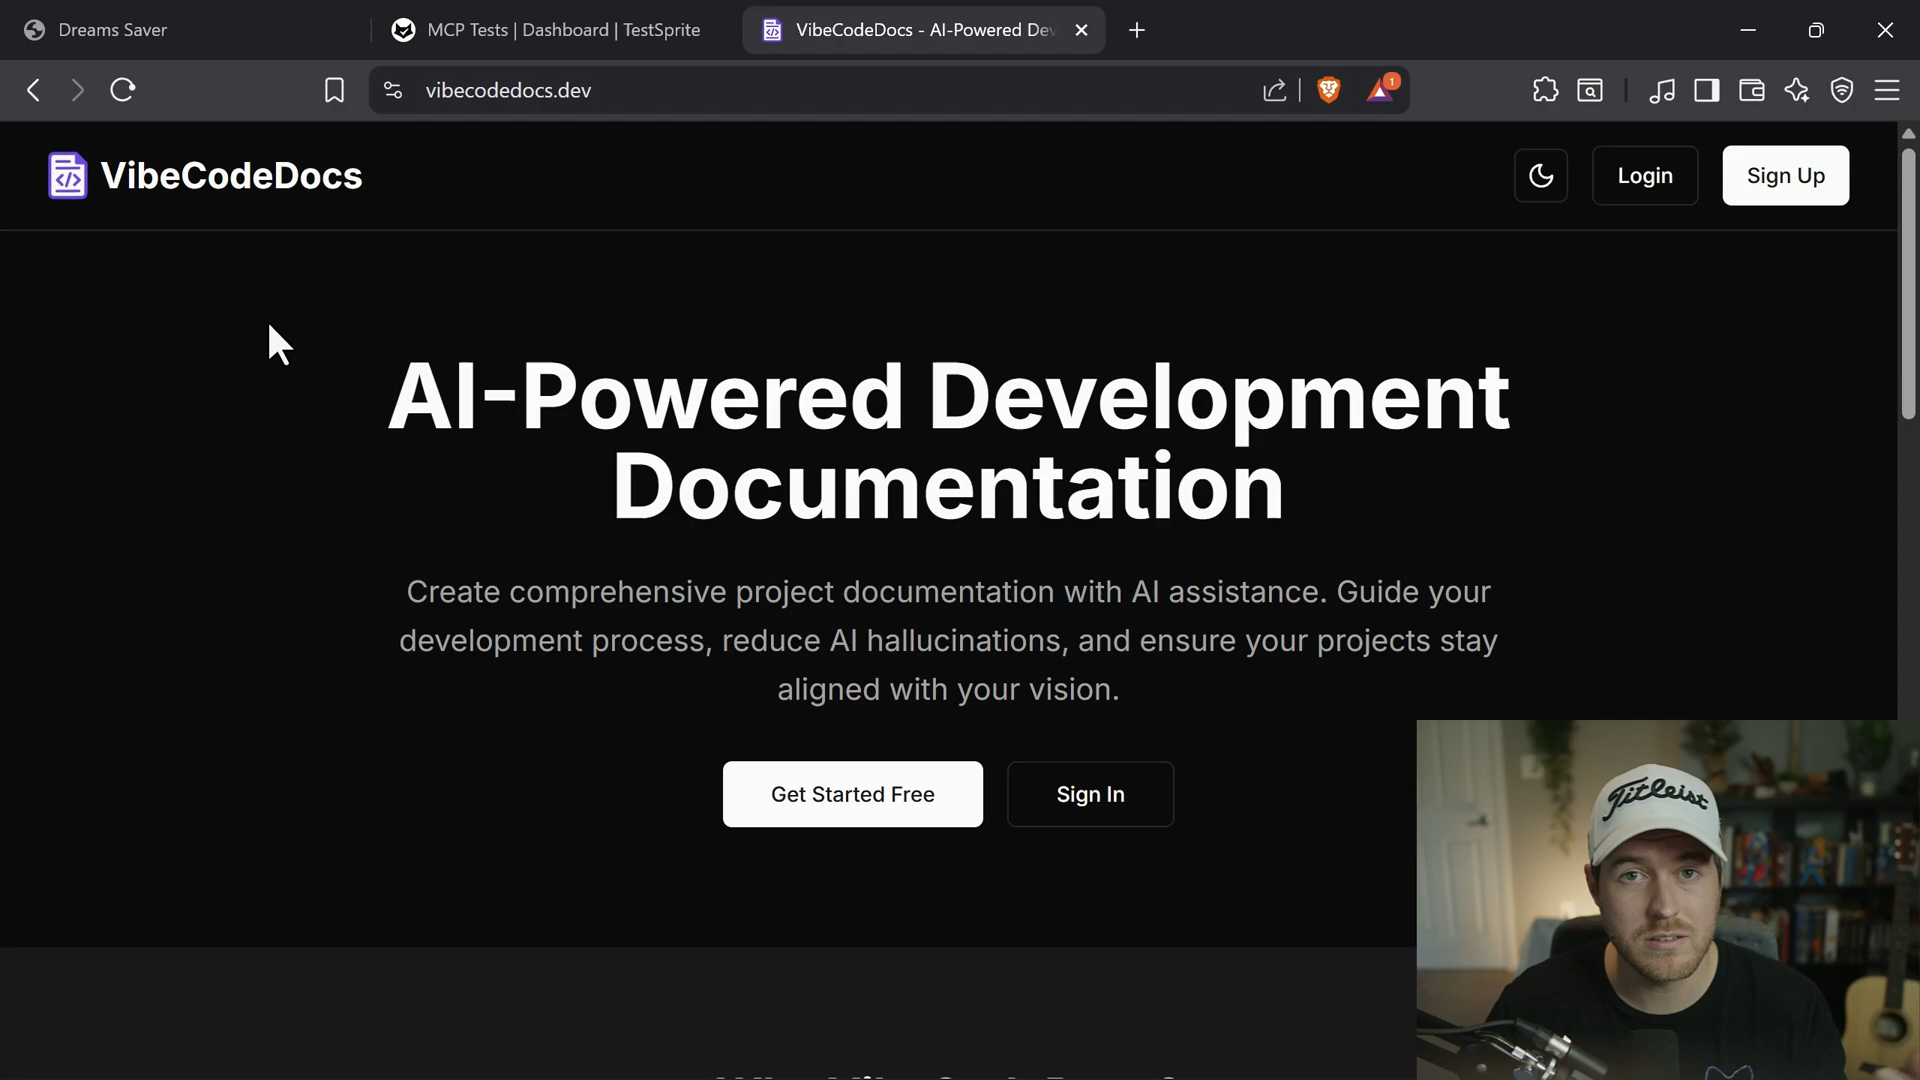 Dreams Saver
MCP Tests | Dashboard | TestSprite
VibeCodeDocs - AI-Powered Dev
vibecodedocs.dev
1
VibeCodeDocs
Login
Sign Up
AI-Powered Development
Documentation
Create comprehensive project documentation with AI assistance. Guide your
development process, reduce AI hallucinations, and ensure your projects stay
aligned with your vision.
Get Started Free
Sign In
Titleist